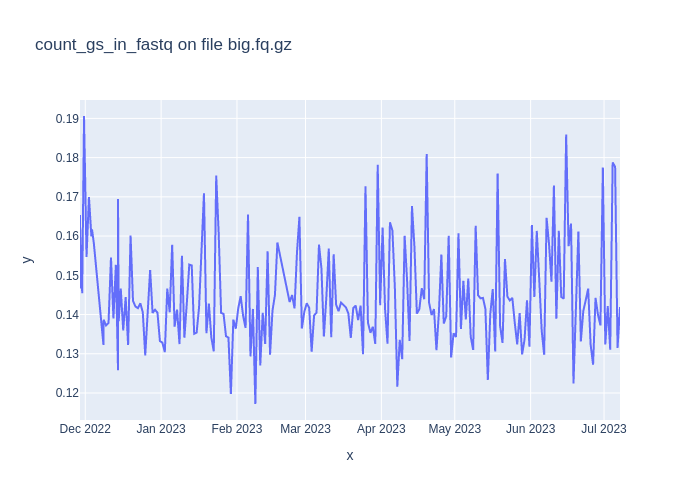 count_gs_in_fastq on file big.fq.gz
0.19
0.18
0.17
0.16
0.15
0.14
0.13
0.12
y
Dec 2022 Jan 2023 Feb 2023 Mar 2023 Apr 2023 May 2023 Jun 2023 Jul 2023
x